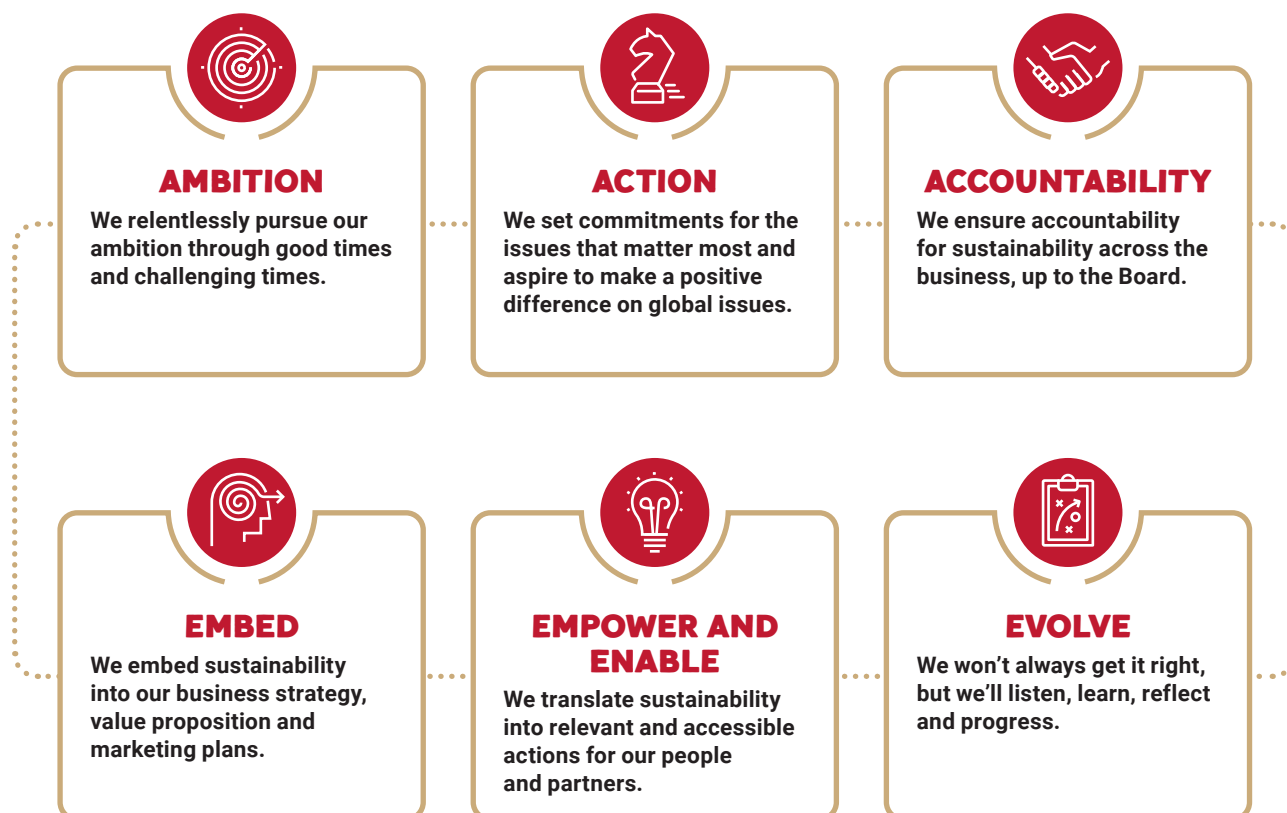 AMBITION
We relentlessly pursue our
ambition through good times
and challenging times.
ACTION
We set commitments for the
issues that matter most and
aspire to make a positive
difference on global issues.
ACCOUNTABILITY
We ensure accountability
for sustainability across the
business, up to the Board.
EMBED
We embed sustainability
into our business strategy,
value proposition and
marketing plans.
EMPOWER AND
ENABLE
We translate sustainability
into relevant and accessible
actions for our people
and partners.
EVOLVE
We won’t always get it right,
but we’ll listen, learn, reflect
and progress.